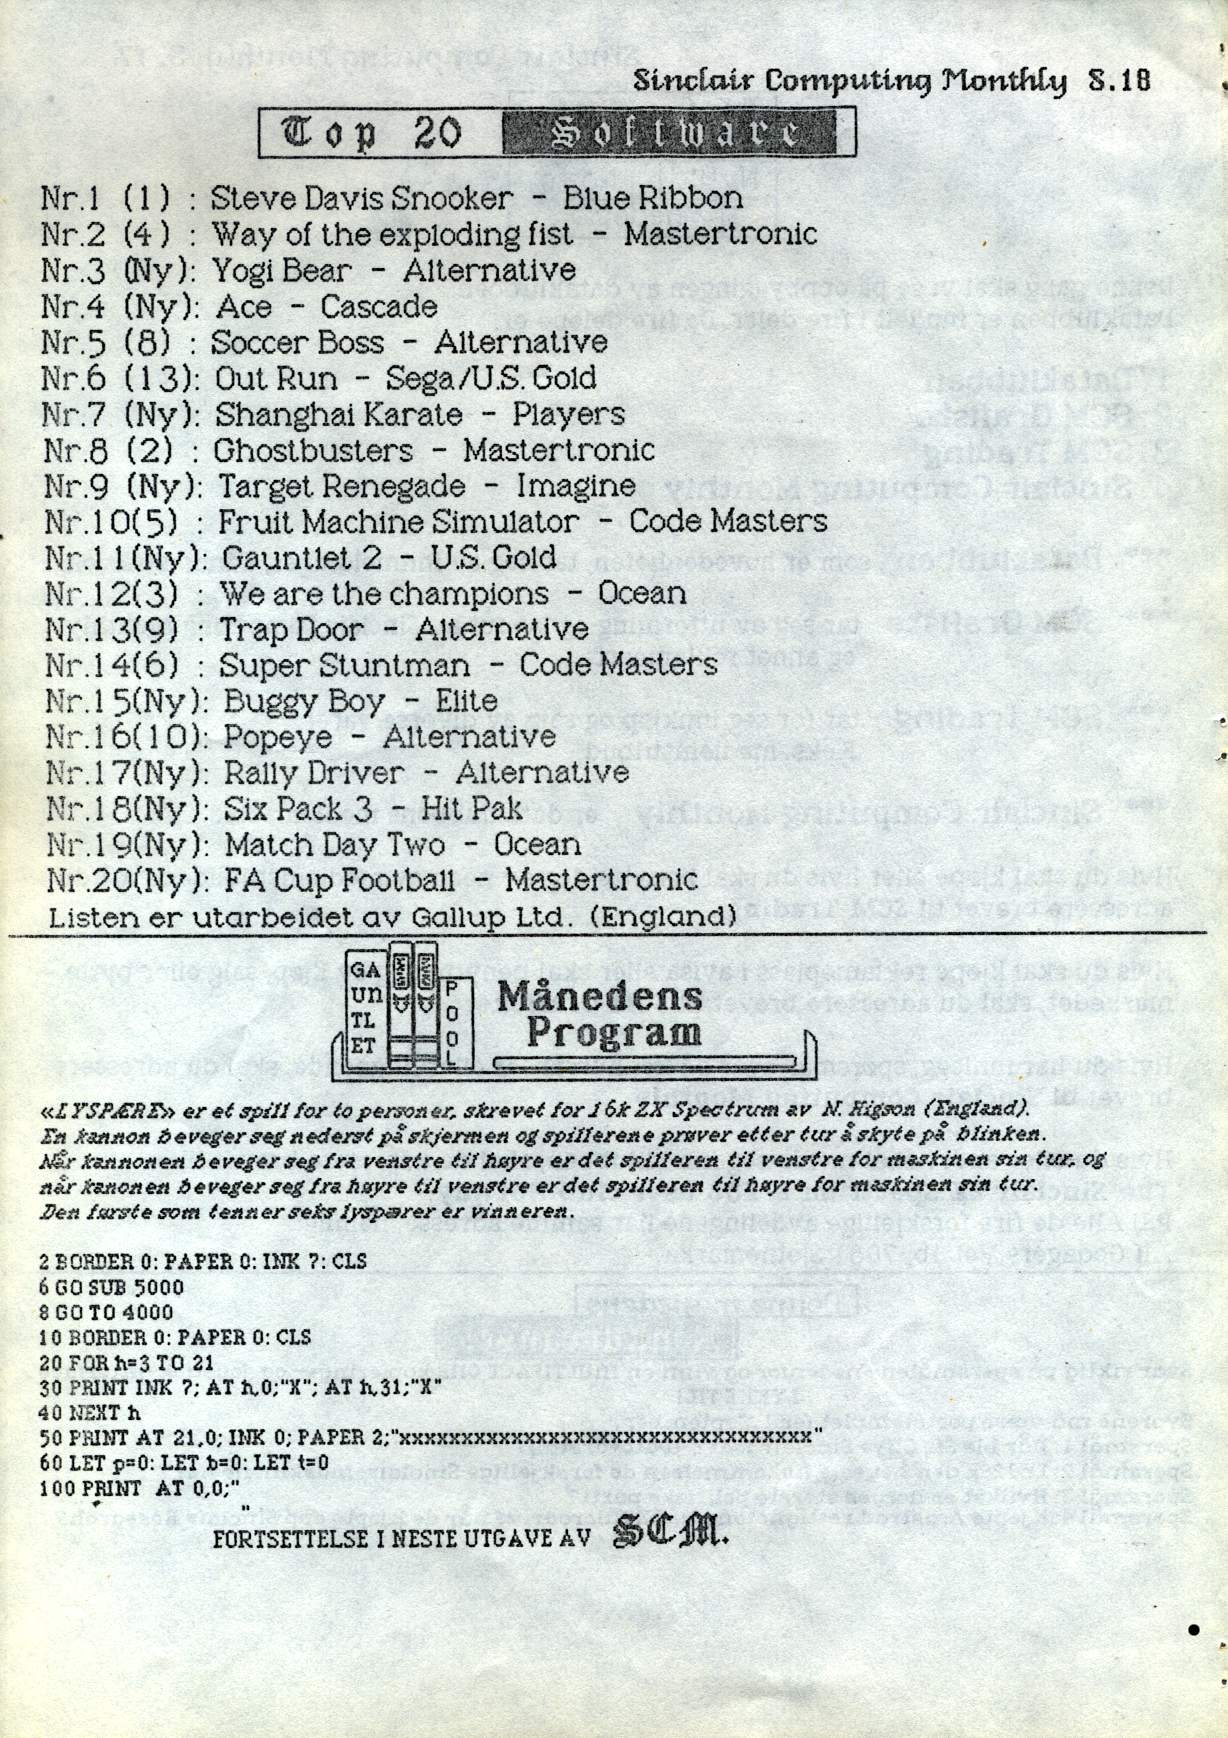 Sinclair Computing Monthly S.18
Top 20 Software
Nr.1 (1) : Steve Davis Snooker - Blue Ribbon
Nr.2 (4) : Way of the exploding fist - Mastertronic
Nr.3 (Ny): Yogi Bear - Alternative
Nr.4 (Ny): Ace - Cascade
Nr.5 (8) : Soccer Boss - Alternative
Nr.6 (13): Out Run - Sega/U.S. Gold
Nr.7 (Ny): Shanghai Karate - Players
Nr.8 (2) : Ghostbusters - Mastertronic
Nr.9 (Ny): Target Renegade - Imagine
Nr.10(5) : Fruit Machine Simulator - Code Masters
Nr.11(Ny): Gauntlet 2 - U.S. Gold
Nr.12(3) : We are the champions - Ocean
Nr.13(9) : Trap Door - Alternative
Nr.14(6) : Super Stuntman - Code Masters
Nr.15(Ny): Buggy Boy - Elite
Nr.16(10): Popeye - Alternative
Nr.17(Ny): Rally Driver - Alternative
Nr.18(Ny): Six Pack 3 - Hit Pak
Nr.19(Ny): Match Day Two - Ocean
Nr.20(Ny): FA Cup Football - Mastertronic
Listen er utarbeidet av Gallup Ltd. (England)
GA
Un
TL
ET
POOL
Månedens
Program
«LYSPÆRE» er et spill for to personer, skrevet for 16k ZX Spectrum av N. Higson (England).
En kannon beveger seg nederst på skjermen og spillerene prøver etter tur å skyte på blinken.
Når kannonen beveger seg fra venstre til høyre er det spilleren til venstre for maskinen sin tur, og
når kanonen beveger seg fra høyre til venstre er det spilleren til høyre for maskinen sin tur.
Den første som tenner seks lyspærer er vinneren.
2 BORDER 0: PAPER 0: INK 7: CLS
6 GO SUB 5000
8 GO TO 4000
10 BORDER 0: PAPER 0: CLS
20 FOR h=3 TO 21
30 PRINT INK 7; AT h,0;"X"; AT h,31;"X"
40 NEXT h
50 PRINT AT 21,0; INK 0; PAPER 2;"xxxxxxxxxxxxxxxxxxxxxxxxxxxxxxxx"
60 LET p=0: LET b=0: LET t=0
100 PRINT AT 0,0;"
"
FORTSETTELSE I NESTE UTGAVE AV SCM.